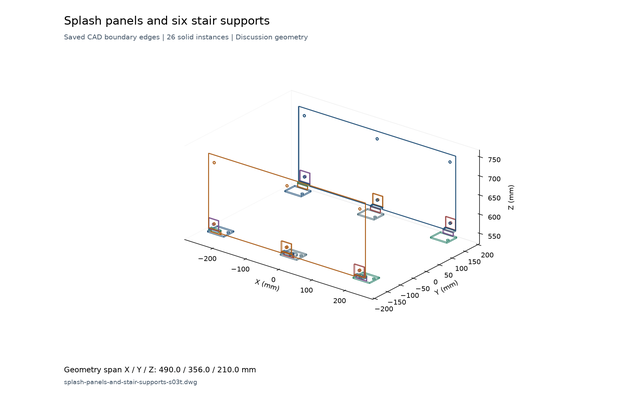 Splash panels and six stair supports
Saved CAD boundary edges | 26 solid instances | Discussion geometry
750
700
650
600
550
Z (mm)
−200
−100
0
100
200
X (mm)
−200
−150
−100
−50
0
50
100
150
200
Y (mm)
Geometry span X / Y / Z: 490.0 / 356.0 / 210.0 mm
splash-panels-and-stair-supports-s03t.dwg